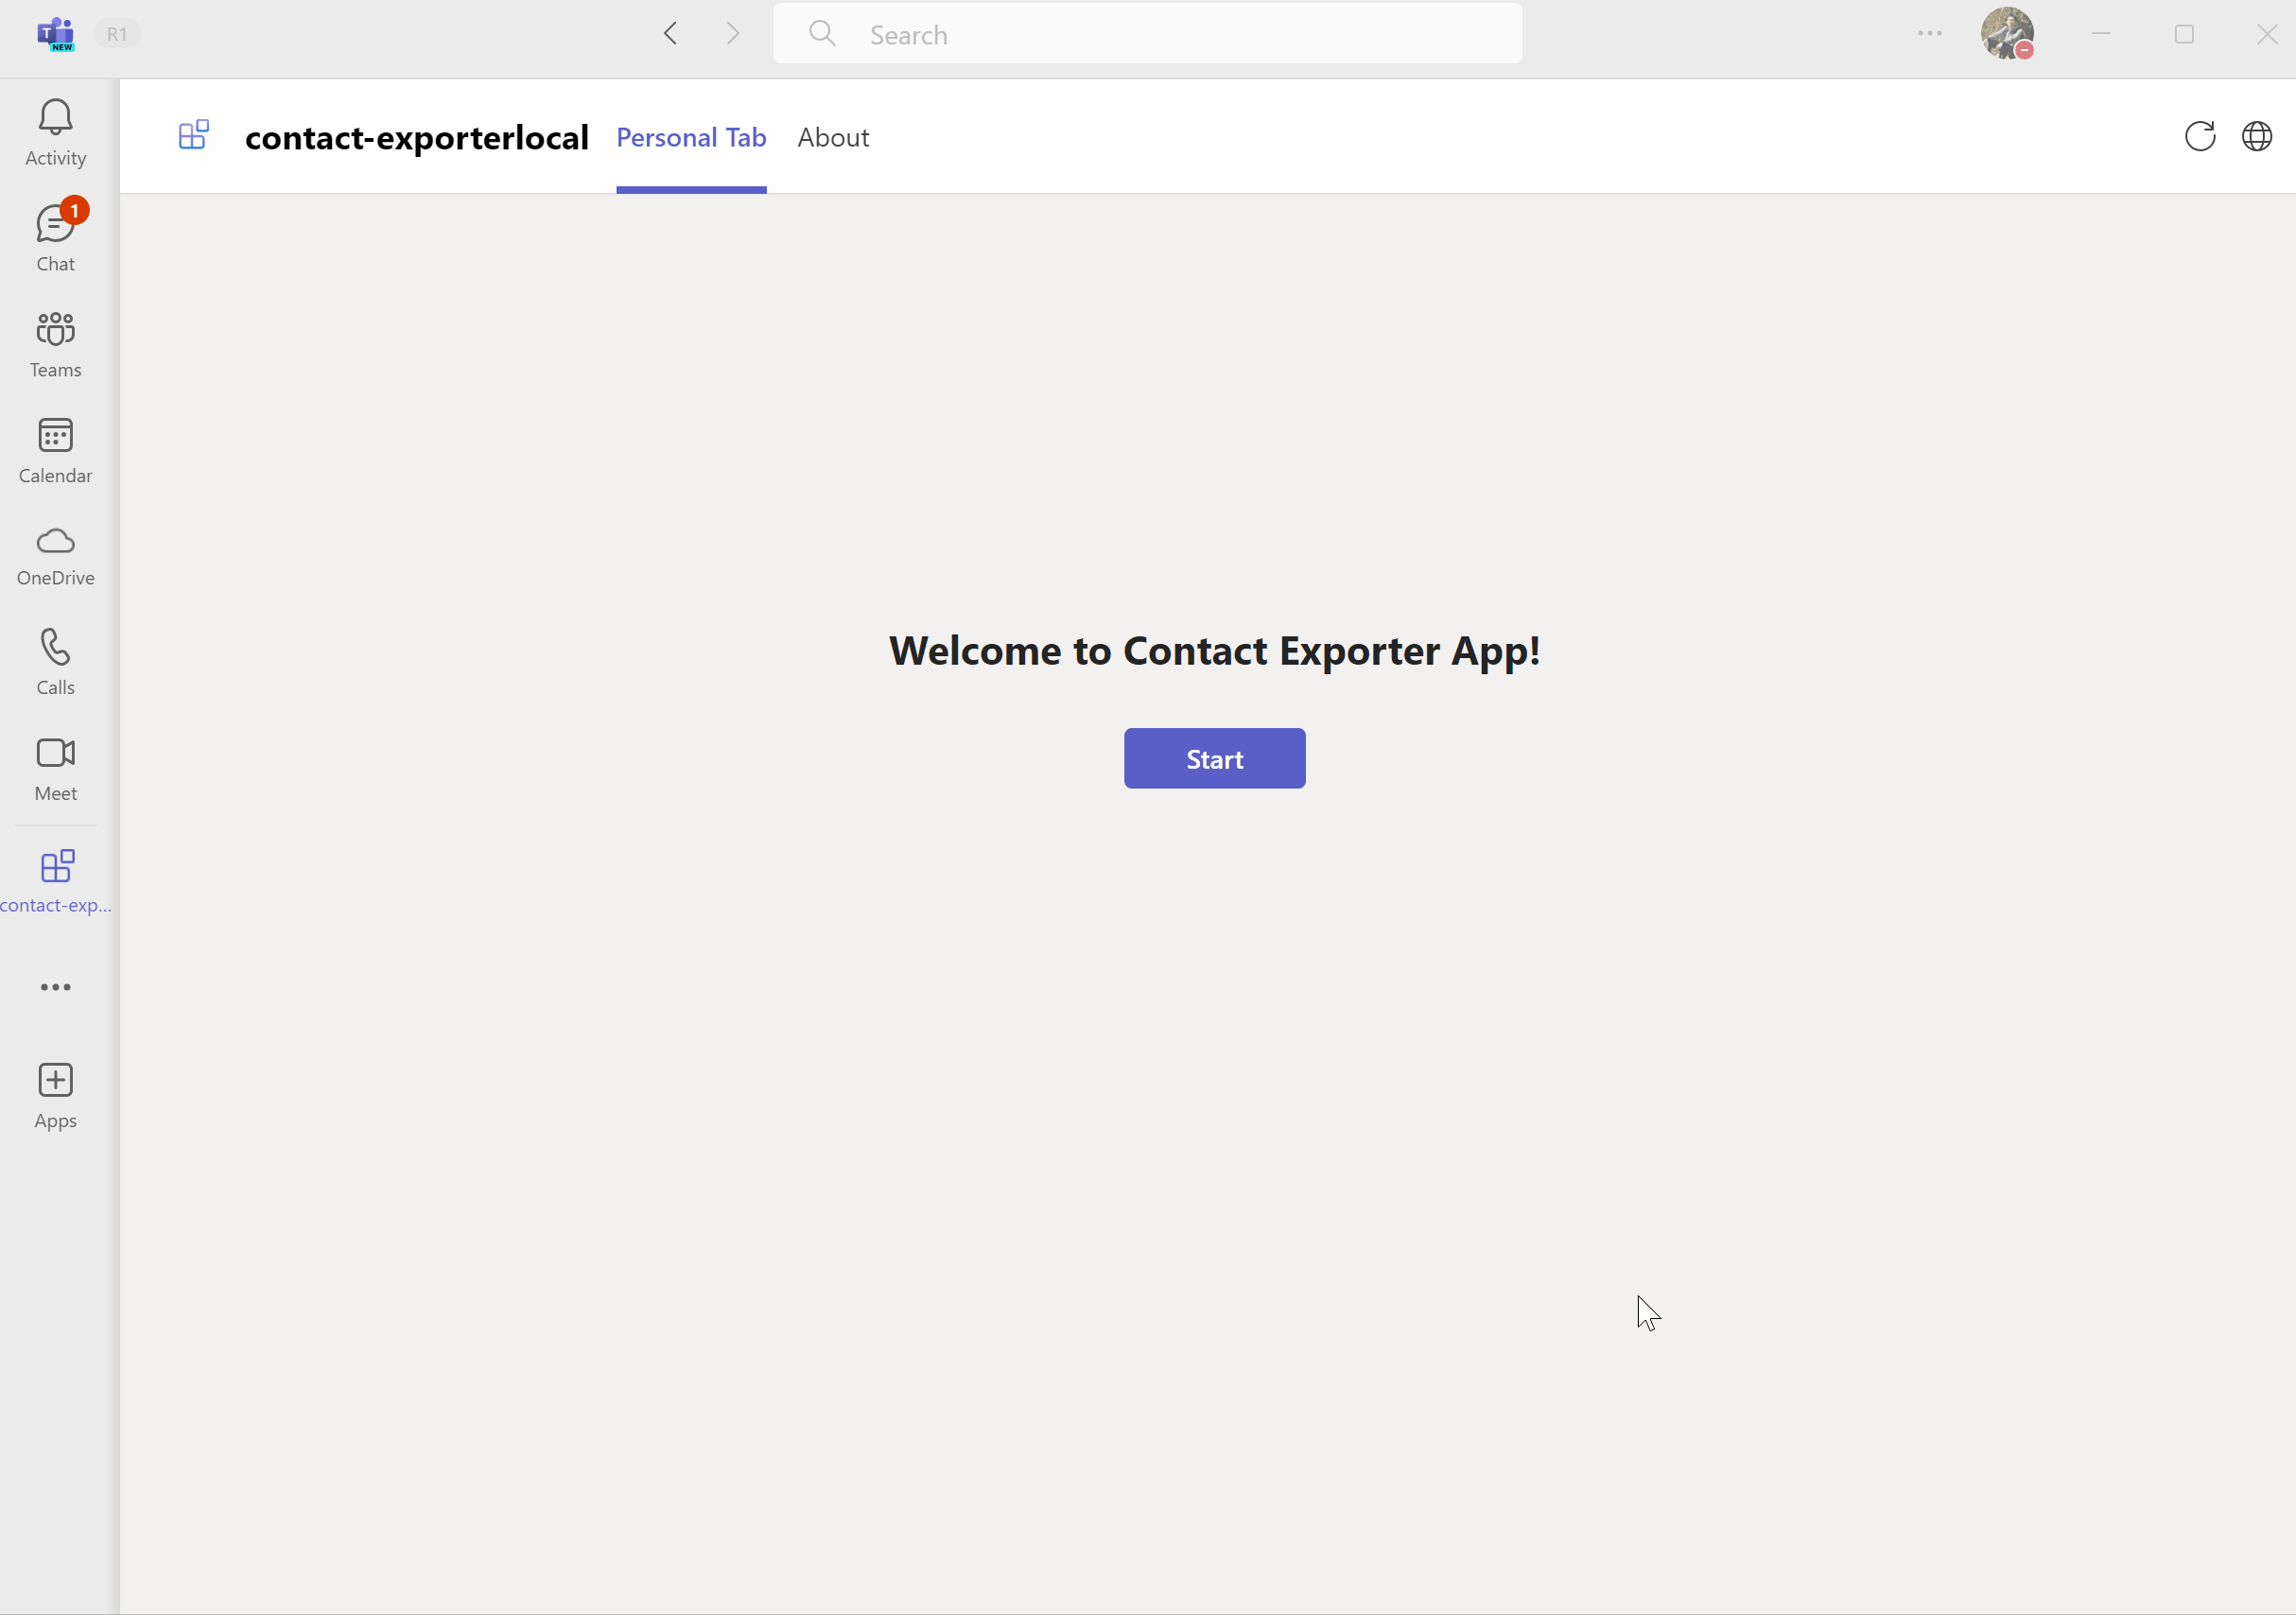 T
NEW
R1
Search
contact-exporterlocal
Personal Tab
About
Activity
1
Chat
Teams
Calendar
OneDrive
Calls
Meet
contact-exp...
Apps
Welcome to Contact Exporter App!
Start